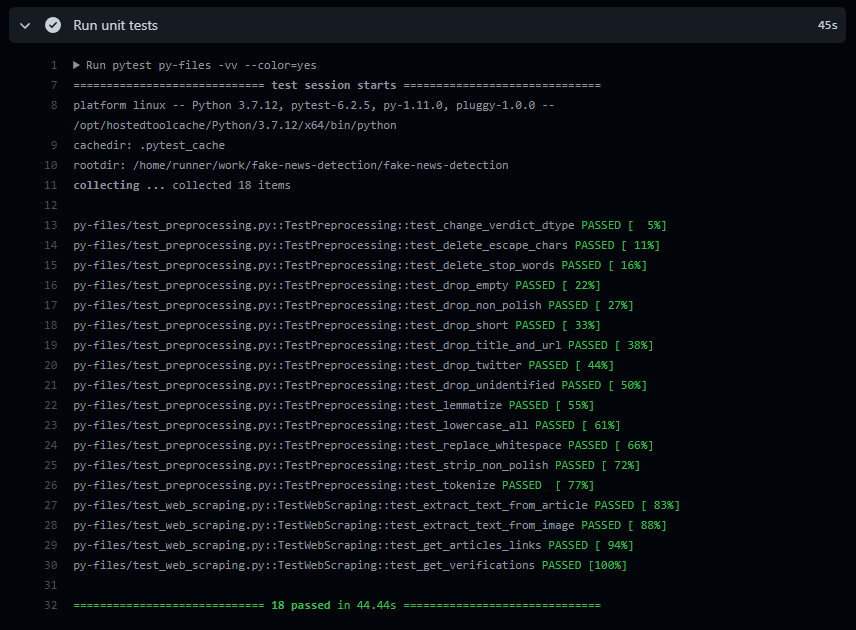 Run unit tests 45s
1 ▶ Run pytest py-files -vv --color=yes
7 ============================= test session starts ==============================
8 platform linux -- Python 3.7.12, pytest-6.2.5, py-1.11.0, pluggy-1.0.0 --
/opt/hostedtoolcache/Python/3.7.12/x64/bin/python
9 cachedir: .pytest_cache
10 rootdir: /home/runner/work/fake-news-detection/fake-news-detection
11 collecting ... collected 18 items
12
13 py-files/test_preprocessing.py::TestPreprocessing::test_change_verdict_dtype PASSED [  5%]
14 py-files/test_preprocessing.py::TestPreprocessing::test_delete_escape_chars PASSED [ 11%]
15 py-files/test_preprocessing.py::TestPreprocessing::test_delete_stop_words PASSED [ 16%]
16 py-files/test_preprocessing.py::TestPreprocessing::test_drop_empty PASSED [ 22%]
17 py-files/test_preprocessing.py::TestPreprocessing::test_drop_non_polish PASSED [ 27%]
18 py-files/test_preprocessing.py::TestPreprocessing::test_drop_short PASSED [ 33%]
19 py-files/test_preprocessing.py::TestPreprocessing::test_drop_title_and_url PASSED [ 38%]
20 py-files/test_preprocessing.py::TestPreprocessing::test_drop_twitter PASSED [ 44%]
21 py-files/test_preprocessing.py::TestPreprocessing::test_drop_unidentified PASSED [ 50%]
22 py-files/test_preprocessing.py::TestPreprocessing::test_lemmatize PASSED [ 55%]
23 py-files/test_preprocessing.py::TestPreprocessing::test_lowercase_all PASSED [ 61%]
24 py-files/test_preprocessing.py::TestPreprocessing::test_replace_whitespace PASSED [ 66%]
25 py-files/test_preprocessing.py::TestPreprocessing::test_strip_non_polish PASSED [ 72%]
26 py-files/test_preprocessing.py::TestPreprocessing::test_tokenize PASSED  [ 77%]
27 py-files/test_web_scraping.py::TestWebScraping::test_extract_text_from_article PASSED [ 83%]
28 py-files/test_web_scraping.py::TestWebScraping::test_extract_text_from_image PASSED [ 88%]
29 py-files/test_web_scraping.py::TestWebScraping::test_get_articles_links PASSED [ 94%]
30 py-files/test_web_scraping.py::TestWebScraping::test_get_verifications PASSED [100%]
31
32 ============================= 18 passed in 44.44s ==============================